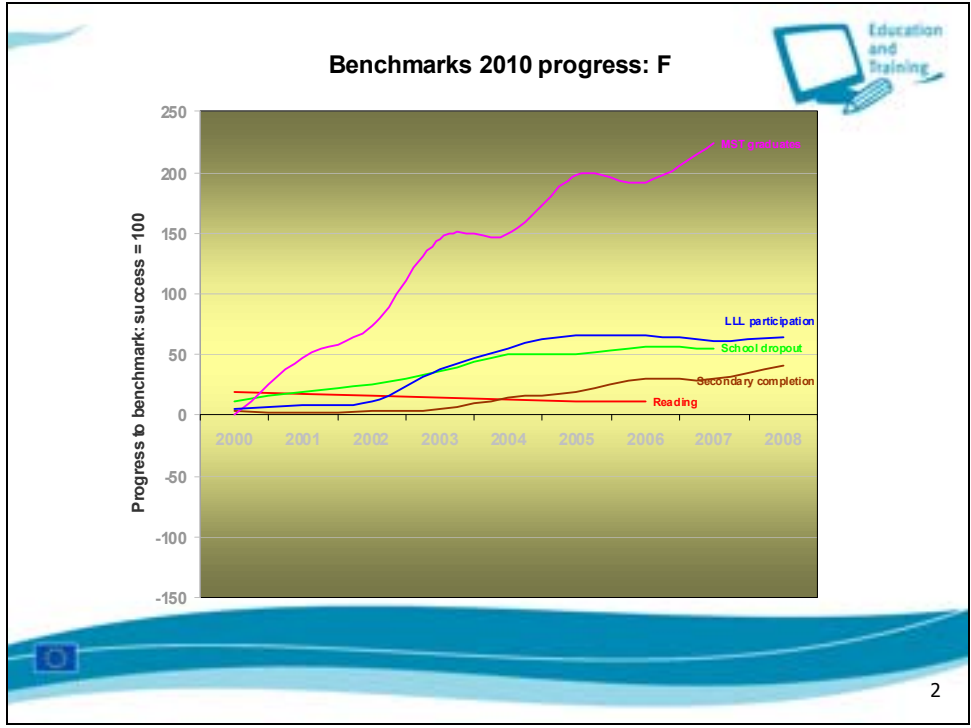 Education
and
Training
Benchmarks 2010 progress: F
250
200
150
100
50
0
-50
-100
-150
Progress to benchmark: success = 100
2000 2001 2002 2003 2004 2005 2006 2007 2008
MST graduates
LLL participation
School dropout
Secondary completion
Reading
2